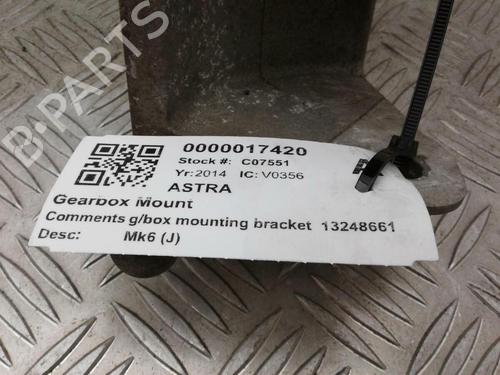 B-PARTS
0000017420
Stock #: C07551
Yr:2014 IC: V0356
ASTRA
Gearbox Mount
Comments g/box mounting bracket 13248661
Desc: Mk6 (J)